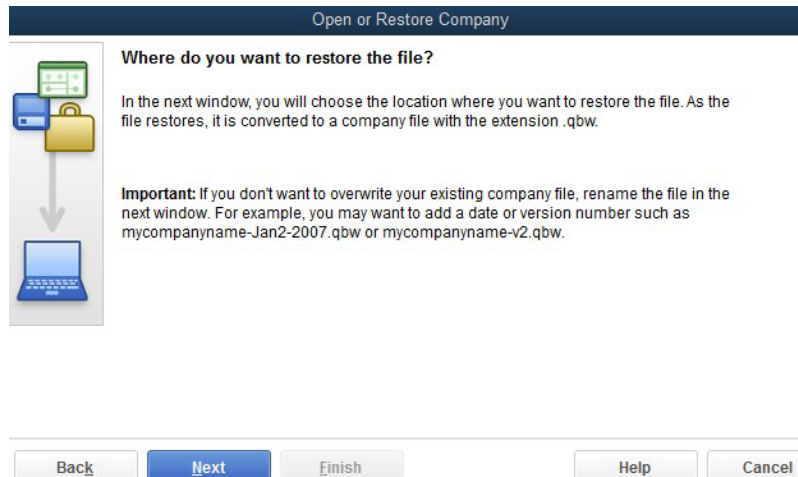 Open or Restore Company
Where do you want to restore the file?
In the next window, you will choose the location where you want to restore the file. As the
file restores, it is converted to a company file with the extension .qbw.
Important: If you don't want to overwrite your existing company file, rename the file in the
next window. For example, you may want to add a date or version number such as
mycompanyname-Jan2-2007.qbw or mycompanyname-v2.qbw.
Back Next Finish Help Cancel